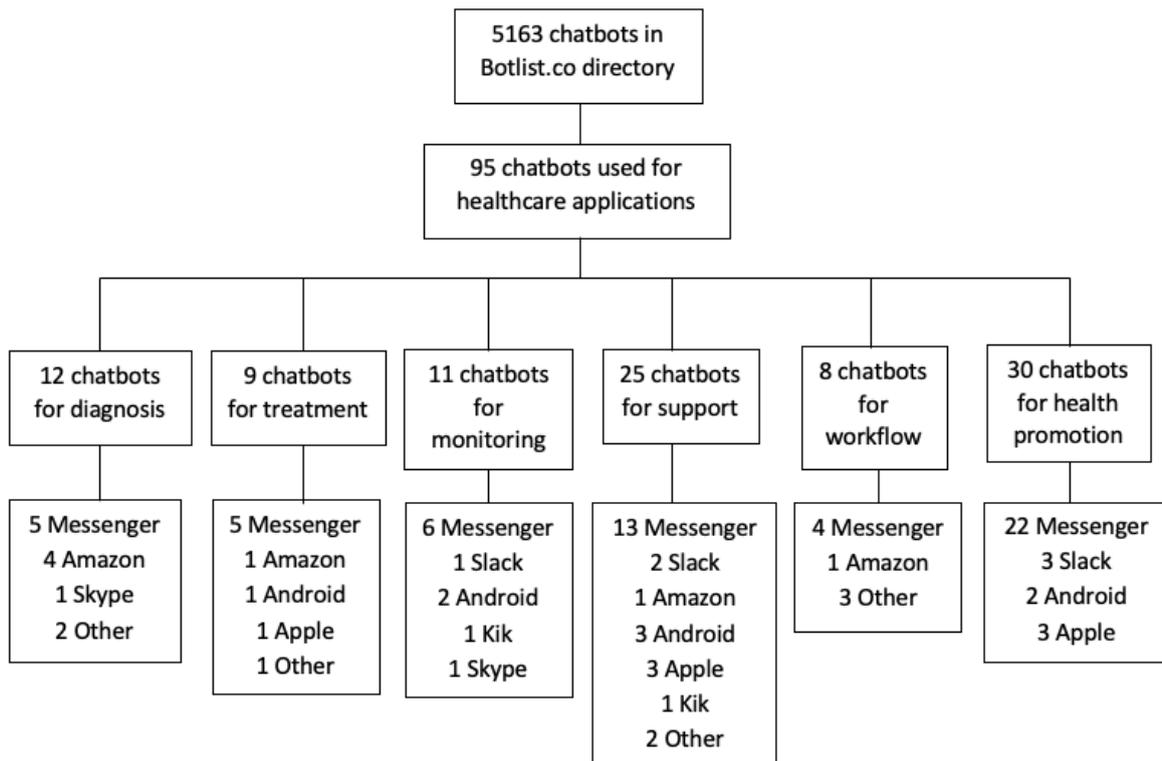 5163 chatbots in
Botlist.co directory
95 chatbots used for
healthcare applications
12 chatbots
for diagnosis
9 chatbots
for treatment
11 chatbots
for
monitoring
25 chatbots
for support
8 chatbots
for
workflow
30 chatbots
for health
promotion
5 Messenger
4 Amazon
1 Skype
2 Other
5 Messenger
1 Amazon
1 Android
1 Apple
1 Other
6 Messenger
1 Slack
2 Android
1 Kik
1 Skype
13 Messenger
2 Slack
1 Amazon
3 Android
3 Apple
1 Kik
2 Other
4 Messenger
1 Amazon
3 Other
22 Messenger
3 Slack
2 Android
3 Apple